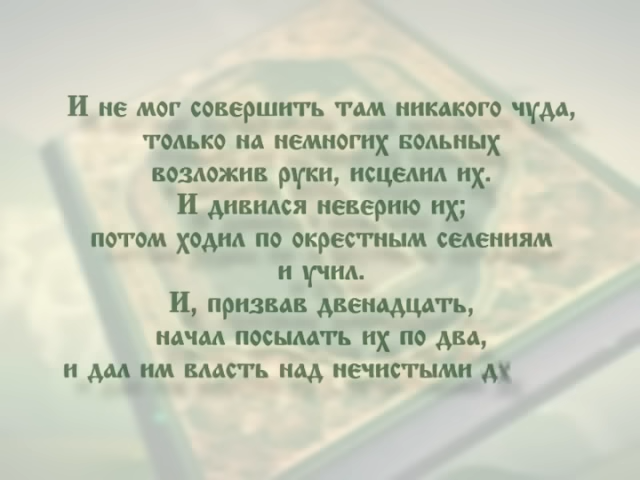 И не мог совершить там никакого чуда,
только на немногих больных
возложив руки, исцелил их.
И дивился неверию их;
потом ходил по окрестным селениям
и учил.
И, призвав двенадцать,
начал посылать их по два,
и дал им власть над нечистыми дх